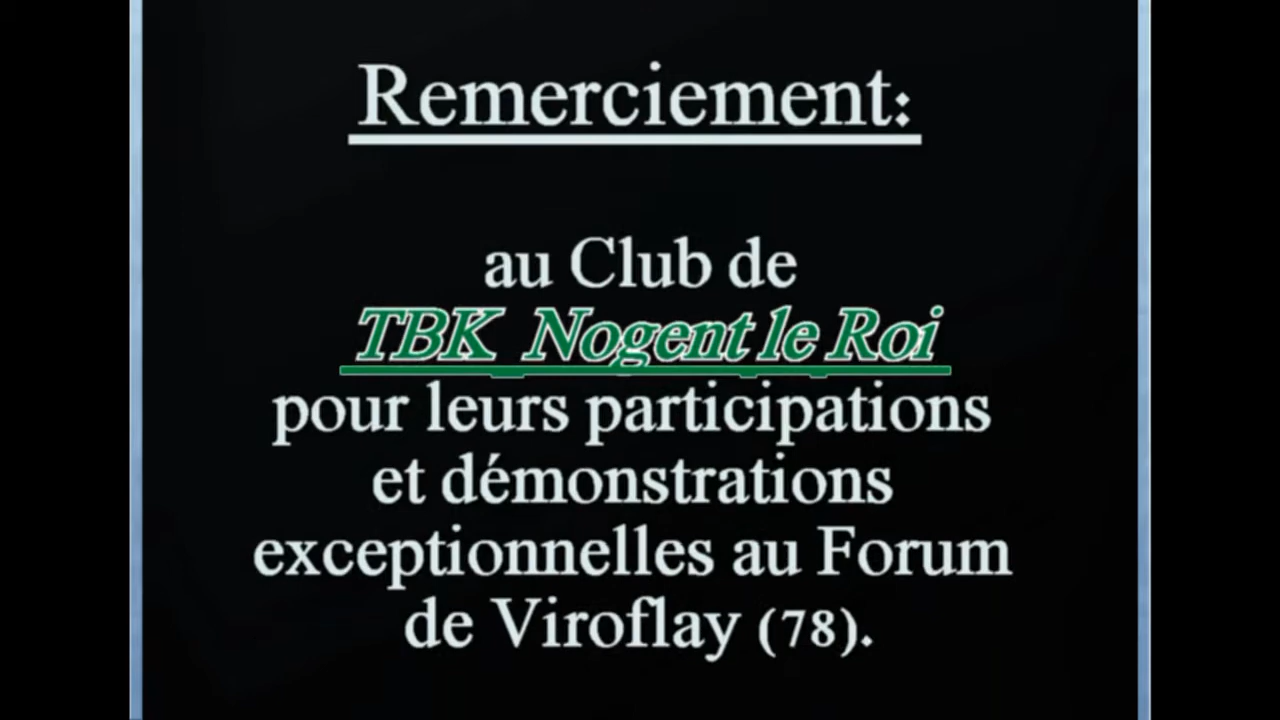 Remerciement:
au Club de
TBK Nogent le Roi
pour leurs participations
et démonstrations
exceptionnelles au Forum
de Viroflay (78).